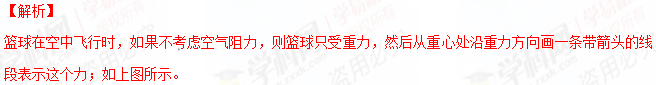 【解析】
篮球在空中飞行时，如果不考虑空气阻力，则篮球只受重力，然后从重心处沿重力方向画一条带箭头的线
段表示这个力；如上图所示。